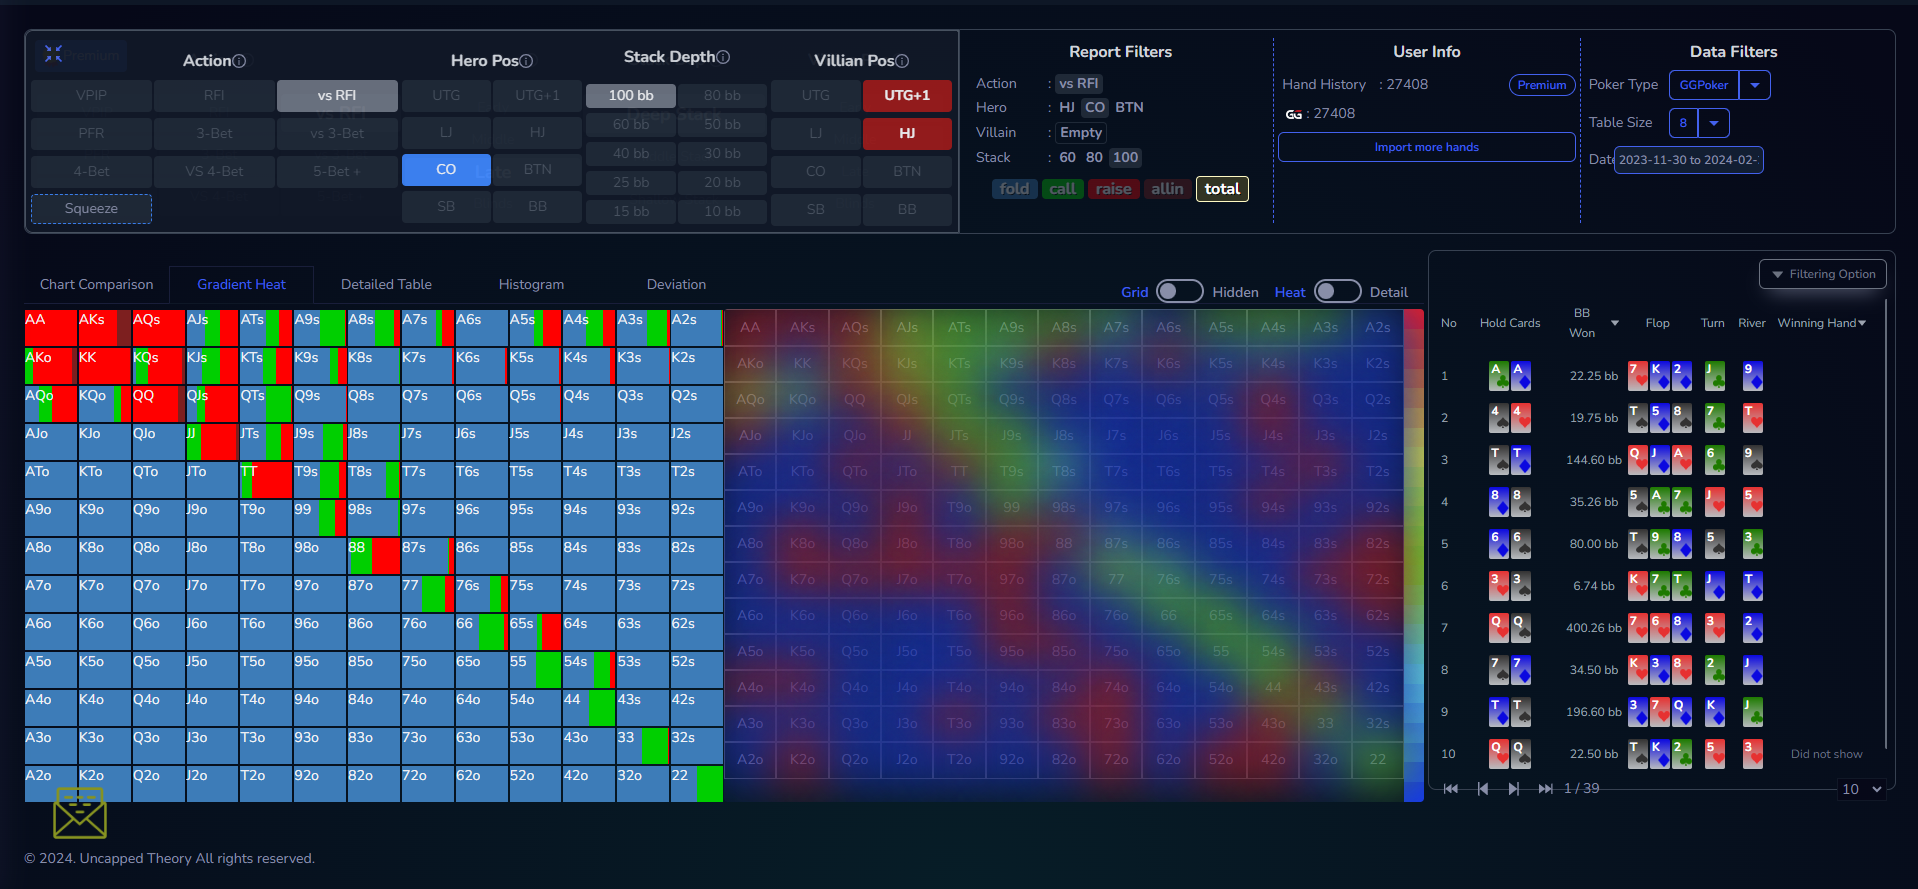 Premium
Action
VPIP RFI vs RFI
PFR 3-Bet vs 3-Bet
4-Bet VS 4-Bet 5-Bet +
Squeeze
Hero Pos
UTG UTG+1
LJ HJ
CO BTN
SB BB
Stack Depth
100 bb 80 bb
60 bb 50 bb
40 bb 30 bb
25 bb 20 bb
15 bb 10 bb
Villian Pos
UTG UTG+1
LJ HJ
CO BTN
SB BB
Report Filters
Action : vs RFI
Hero : HJ CO BTN
Villain : Empty
Stack : 60 80 100
fold call raise allin total
User Info
Hand History : 27408 Premium
GG : 27408
Import more hands
Data Filters
Poker Type GGPoker
Table Size 8
Date 2023-11-30 to 2024-02-
Chart Comparison Gradient Heat Detailed Table Histogram Deviation
Grid Hidden Heat Detail
AA AKs AQs AJs ATs A9s A8s A7s A6s A5s A4s A3s A2s
AKo KK KQs KJs KTs K9s K8s K7s K6s K5s K4s K3s K2s
AQo KQo QQ QJs QTs Q9s Q8s Q7s Q6s Q5s Q4s Q3s Q2s
AJo KJo QJo JJ JTs J9s J8s J7s J6s J5s J4s J3s J2s
ATo KTo QTo JTo TT T9s T8s T7s T6s T5s T4s T3s T2s
A9o K9o Q9o J9o T9o 99 98s 97s 96s 95s 94s 93s 92s
A8o K8o Q8o J8o T8o 98o 88 87s 86s 85s 84s 83s 82s
A7o K7o Q7o J7o T7o 97o 87o 77 76s 75s 74s 73s 72s
A6o K6o Q6o J6o T6o 96o 86o 76o 66 65s 64s 63s 62s
A5o K5o Q5o J5o T5o 95o 85o 75o 65o 55 54s 53s 52s
A4o K4o Q4o J4o T4o 94o 84o 74o 64o 54o 44 43s 42s
A3o K3o Q3o J3o T3o 93o 83o 73o 63o 53o 43o 33 32s
A2o K2o Q2o J2o T2o 92o 82o 72o 62o 52o 42o 32o 22
AA AKs AQs AJs ATs A9s A8s A7s A6s A5s A4s A3s A2s
AKo KK KQs KJs KTs K9s K8s K7s K6s K5s K4s K3s K2s
AQo KQo QQ QJs QTs Q9s Q8s Q7s Q6s Q5s Q4s Q3s Q2s
AJo KJo QJo JJ JTs J9s J8s J7s J6s J5s J4s J3s J2s
ATo KTo QTo JTo TT T9s T8s T7s T6s T5s T4s T3s T2s
A9o K9o Q9o J9o T9o 99 98s 97s 96s 95s 94s 93s 92s
A8o K8o Q8o J8o T8o 98o 88 87s 86s 85s 84s 83s 82s
A7o K7o Q7o J7o T7o 97o 87o 77 76s 75s 74s 73s 72s
A6o K6o Q6o J6o T6o 96o 86o 76o 66 65s 64s 63s 62s
A5o K5o Q5o J5o T5o 95o 85o 75o 65o 55 54s 53s 52s
A4o K4o Q4o J4o T4o 94o 84o 74o 64o 54o 44 43s 42s
A3o K3o Q3o J3o T3o 93o 83o 73o 63o 53o 43o 33 32s
A2o K2o Q2o J2o T2o 92o 82o 72o 62o 52o 42o 32o 22
Filtering Option
No Hold Cards BB Won Flop Turn River Winning Hand
1 A A 22.25 bb 7 K 2 J 9
2 4 4 19.75 bb T 5 8 7 T
3 T T 144.60 bb Q J A 6 9
4 8 8 35.26 bb 5 A 7 J 5
5 6 6 80.00 bb T 9 8 5 3
6 3 3 6.74 bb K 7 T J T
7 Q Q 400.26 bb 7 6 8 3 2
8 7 7 34.50 bb K 3 8 2 J
9 T T 196.60 bb 3 7 Q K J
10 Q Q 22.50 bb T K 2 5 3 Did not show
1 / 39 10
© 2024. Uncapped Theory All rights reserved.